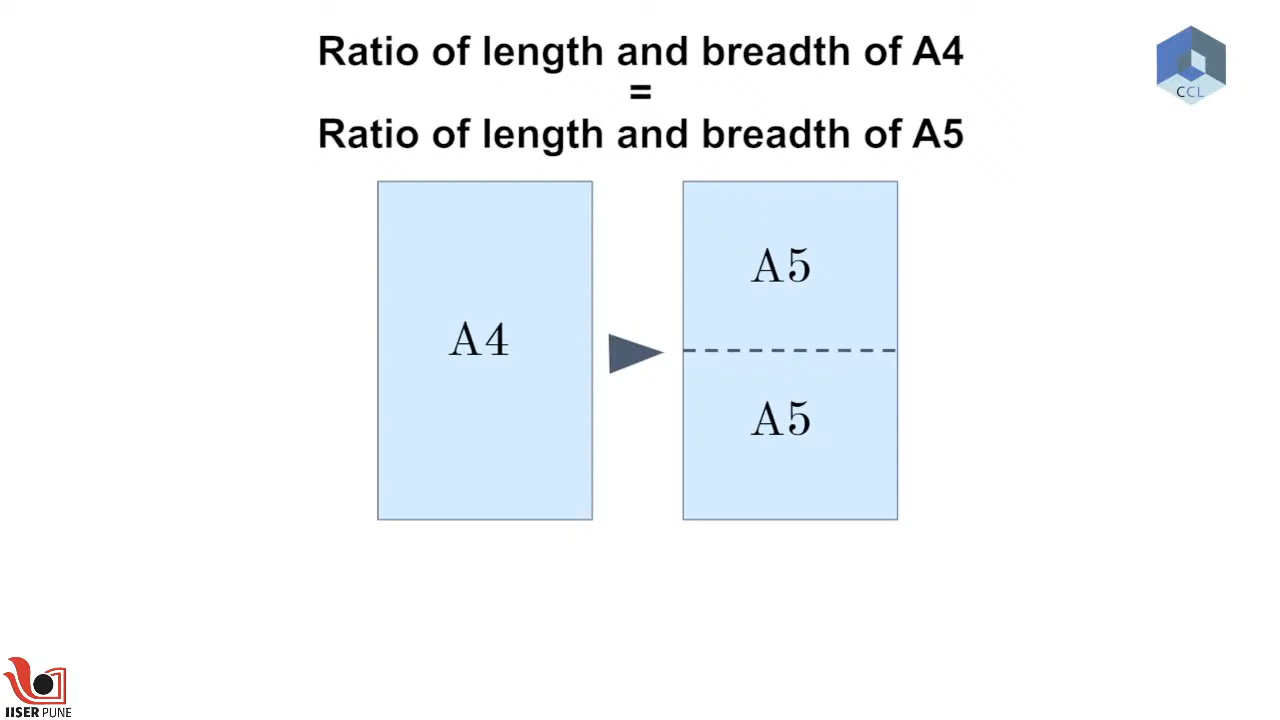 Ratio of length and breadth of A4
=
Ratio of length and breadth of A5
CCL
A4
A5
A5
IISER PUNE